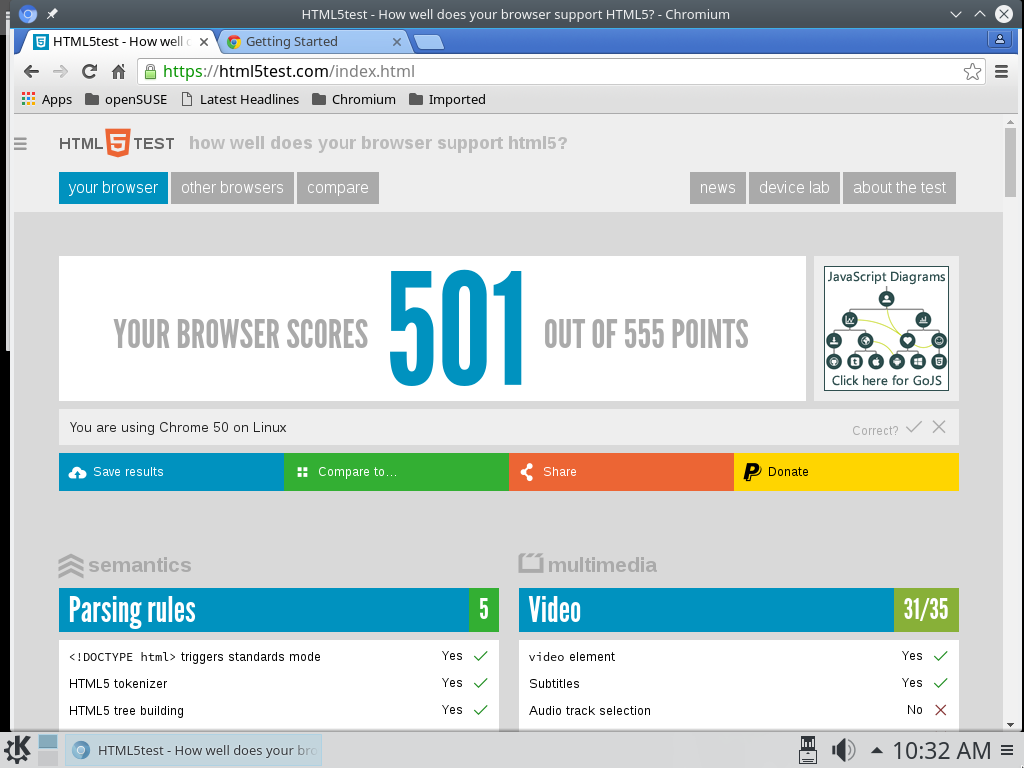 HTML5test - How well does your browser support HTML5? - Chromium
HTML5test - How well
Getting Started
https://html5test.com/index.html
Apps
openSUSE
Latest Headlines
Chromium
Imported
HTML5TEST how well does your browser support html5?
your browser
other browsers
compare
news
device lab
about the test
YOUR BROWSER SCORES 501 OUT OF 555 POINTS
JavaScript Diagrams
Click here for GoJS
You are using Chrome 50 on Linux
Correct?
Save results
Compare to...
Share
Donate
semantics
Parsing rules 5
<!DOCTYPE html> triggers standards mode Yes
HTML5 tokenizer Yes
HTML5 tree building Yes
multimedia
Video 31/35
video element Yes
Subtitles Yes
Audio track selection No
HTML5test - How well does your bro
10:32 AM